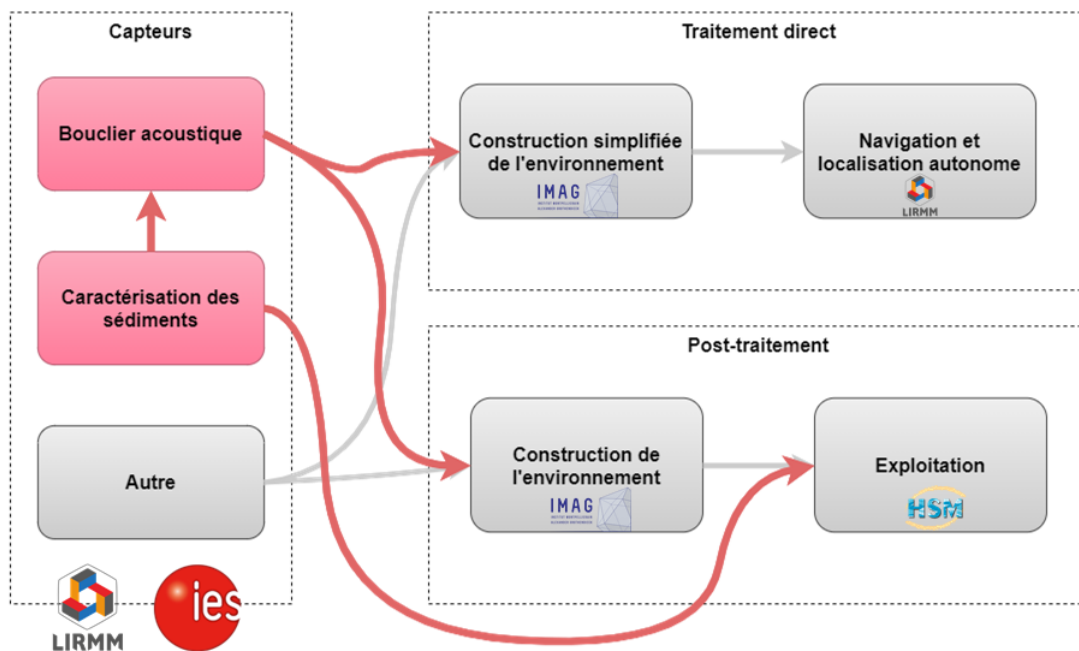 Capteurs
Bouclier acoustique
Caractérisation des
sédiments
Autre
LIRMM
ies
Traitement direct
Construction simplifiée
de l'environnement
IMAG
Navigation et
localisation autonome
LIRMM
Post-traitement
Construction de
l'environnement
IMAG
Exploitation
HSM